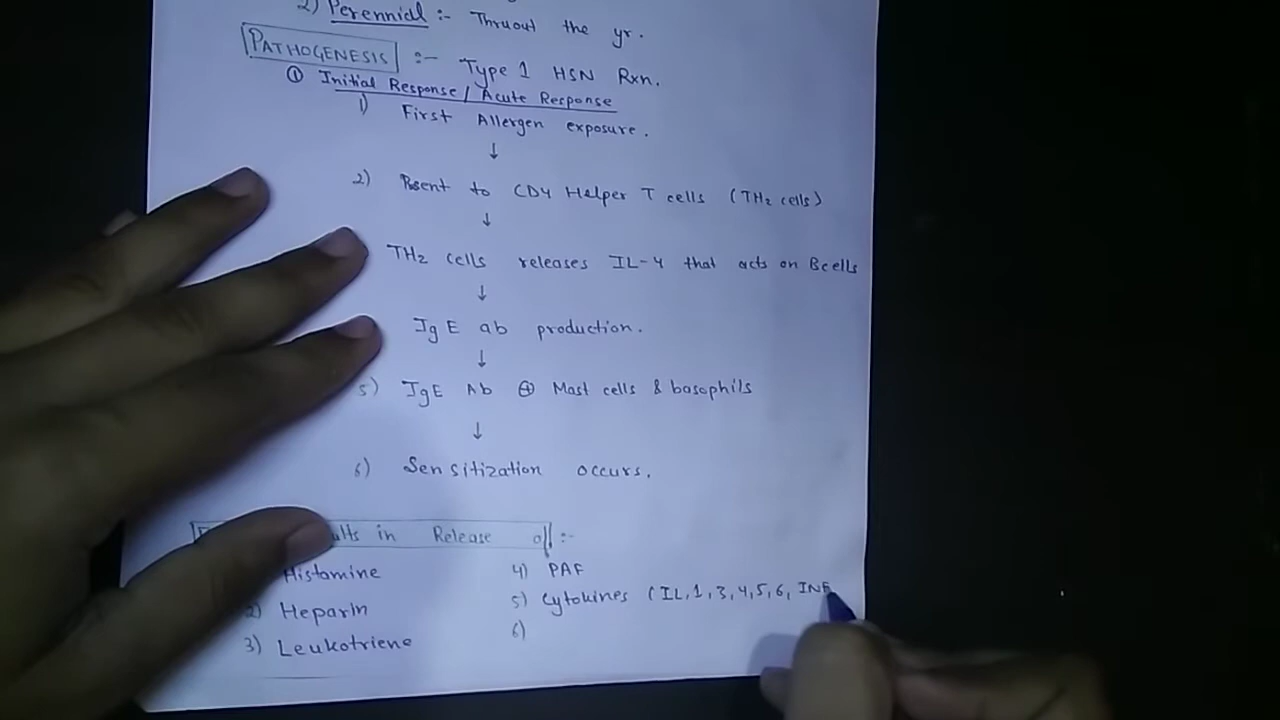 2) Perennial :- Thruout the yr.
PATHOGENESIS :- Type 1 HSN Rxn.
① Initial Response / Acute Response
1) First Allergen exposure.
↓
2) Psent to CD4 Helper T cells (TH2 cells)
↓
TH2 cells releases IL-4 that acts on Bcells
↓
IgE ab production.
↓
5) IgE Ab ⊕ Mast cells & basophils
↓
6) Sensitization occurs.
in Release of :-
Histamine
2) Heparin
3) Leukotriene
4) PAF
5) Cytokines (IL, 1, 3, 4, 5, 6, INF
6)